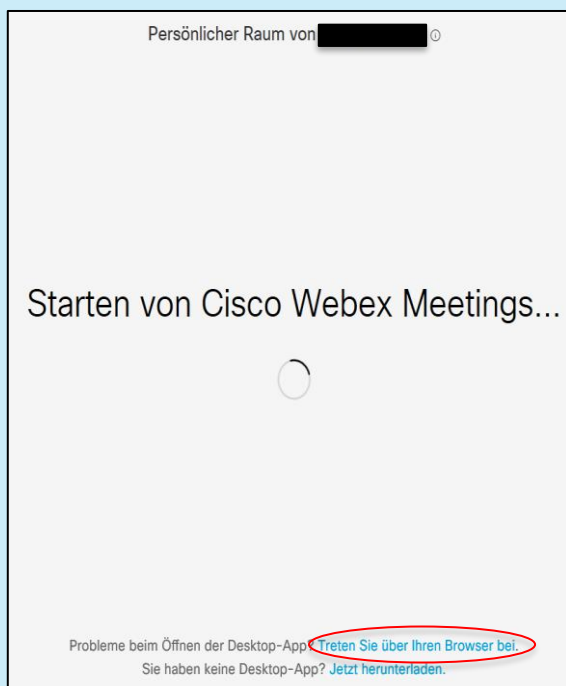 Persönlicher Raum von
Starten von Cisco Webex Meetings...
Probleme beim Öffnen der Desktop-App? Treten Sie über Ihren Browser bei.
Sie haben keine Desktop-App? Jetzt herunterladen.